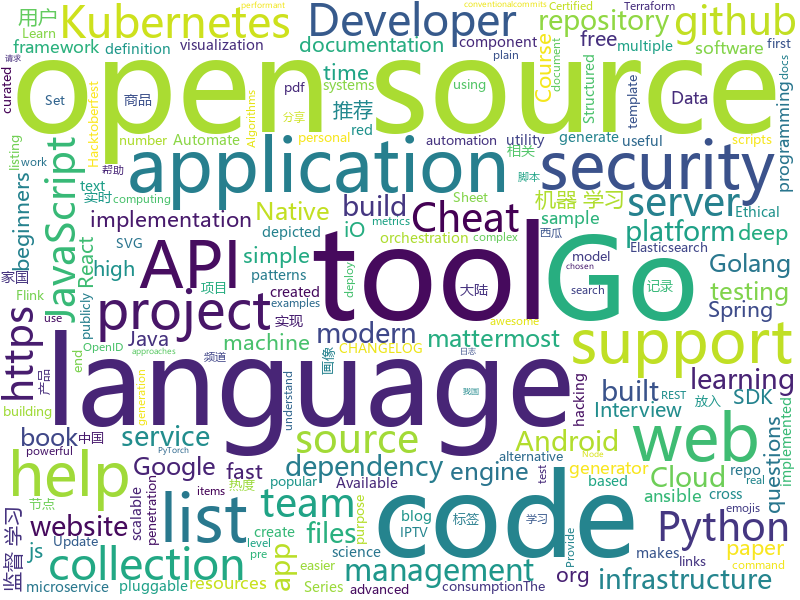 open source
Kubernetes
Developer
github
repository
用户
Learn
framework
definition
visualization
documentation
component
free
multiple
software
first
docs
curated
popular
Set
Automate
商品
time
推荐
pdf
systems
red
using
Course
Structured
Data
template
plain
Hacktoberfest
Algorithms
请求
performant
conventionalcommits
Certified
Terraform
document
分享
personal
scripts
帮助
number
automation
utility
相关
generate
useful
programming
application
security
JavaScript
beginners
listing
work
text
实时
computing
implementation
React
SVG
metrics
high
deep
depicted
patterns
Native
build
simple
iO
orchestration
Cheat
机器 学习
server
platform
Sheet
sample
脚本
Ethical
Elasticsearch
complex
model
chosen
search
Golang
testing
Spring
API
tool
Go
project
https
Java
modern
mattermost
publicly
Flink
家国
use
OpenID
approaches
created
examples
项目
实现
machine
deploy
CHANGELOG
西瓜
大陆
记录
awesome
language
support
产品
end
building
book
中国
频道
画像
understand
日志
我国
hacking
built
Interview
放入
SDK
REST
learning
questions
implemented
web
service
source
engine
Android
fast
Google
generation
powerful
Cloud
generator
based
repo
real
cross
help
list
code
team
dependency
Python
监督 学习
website
scalable
penetration
热度
alternative
test
purpose
app
files
blog
标签
IPTV
学习
Provide
ansible
paper
org
links
emojis
collection
management
infrastructure
js
Update
节点
microservice
PyTorch
science
level
pre
create
Available
Series
resources
easier
makes
items
Node
pluggable
consumptionThe
advanced
command